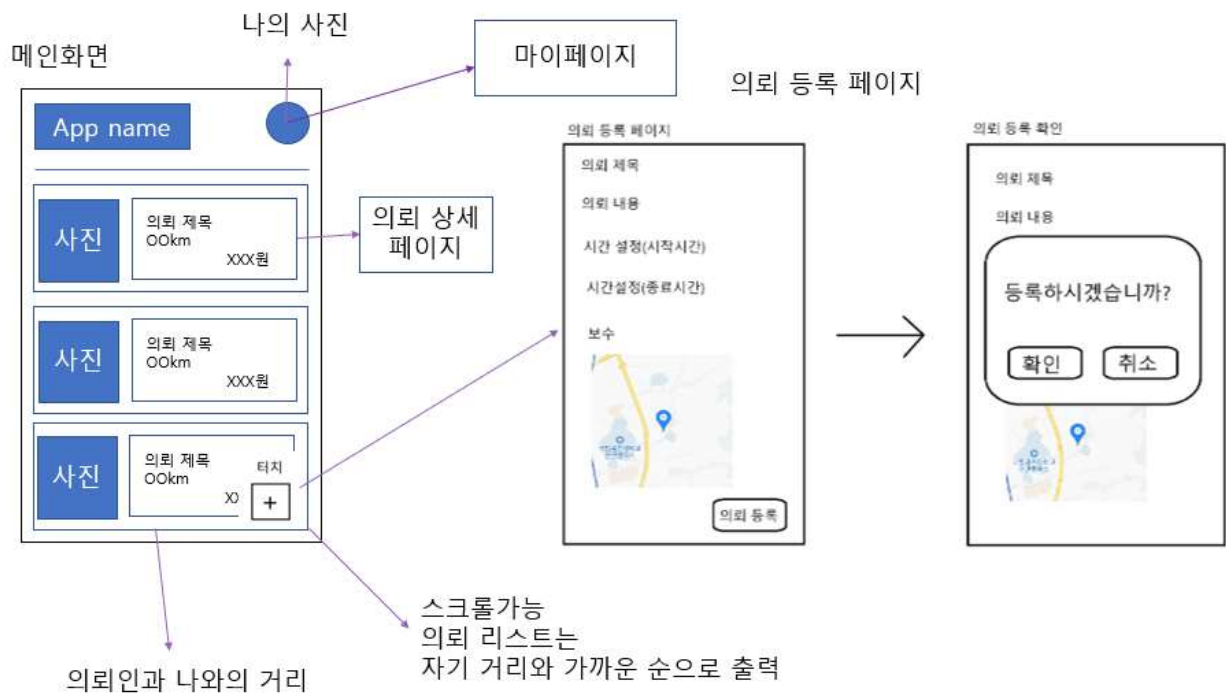 나의 사진
메인화면
마이페이지
의뢰 등록 페이지
App name
사진
의뢰 제목
OOkm
XXX원
의뢰 상세
페이지
사진
의뢰 제목
OOkm
XXX원
사진
의뢰 제목
OOkm
XX
터치
+
의뢰인과 나와의 거리
스크롤가능
의뢰 리스트는
자기 거리와 가까운 순으로 출력
의뢰 등록 페이지
의뢰 제목
의뢰 내용
시간 설정(시작시간)
시간설정(종료시간)
보수
의뢰 등록
의뢰 등록 확인
의뢰 제목
의뢰 내용
등록하시겠습니까?
확인
취소